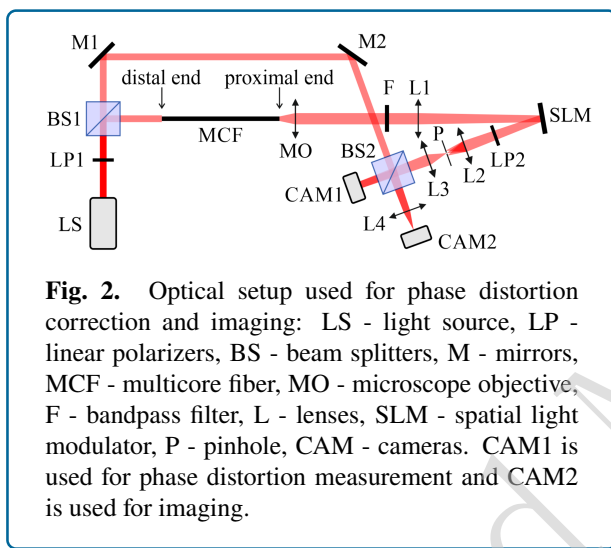 M1
M2
distal end
proximal end
F
L1
BS1
MCF
MO
SLM
P
BS2
LP1
LP2
L2
L3
CAM1
L4
LS
CAM2
Fig. 2. Optical setup used for phase distortion
correction and imaging: LS - light source, LP -
linear polarizers, BS - beam splitters, M - mirrors,
MCF - multicore fiber, MO - microscope objective,
F - bandpass filter, L - lenses, SLM - spatial light
modulator, P - pinhole, CAM - cameras. CAM1 is
used for phase distortion measurement and CAM2
is used for imaging.